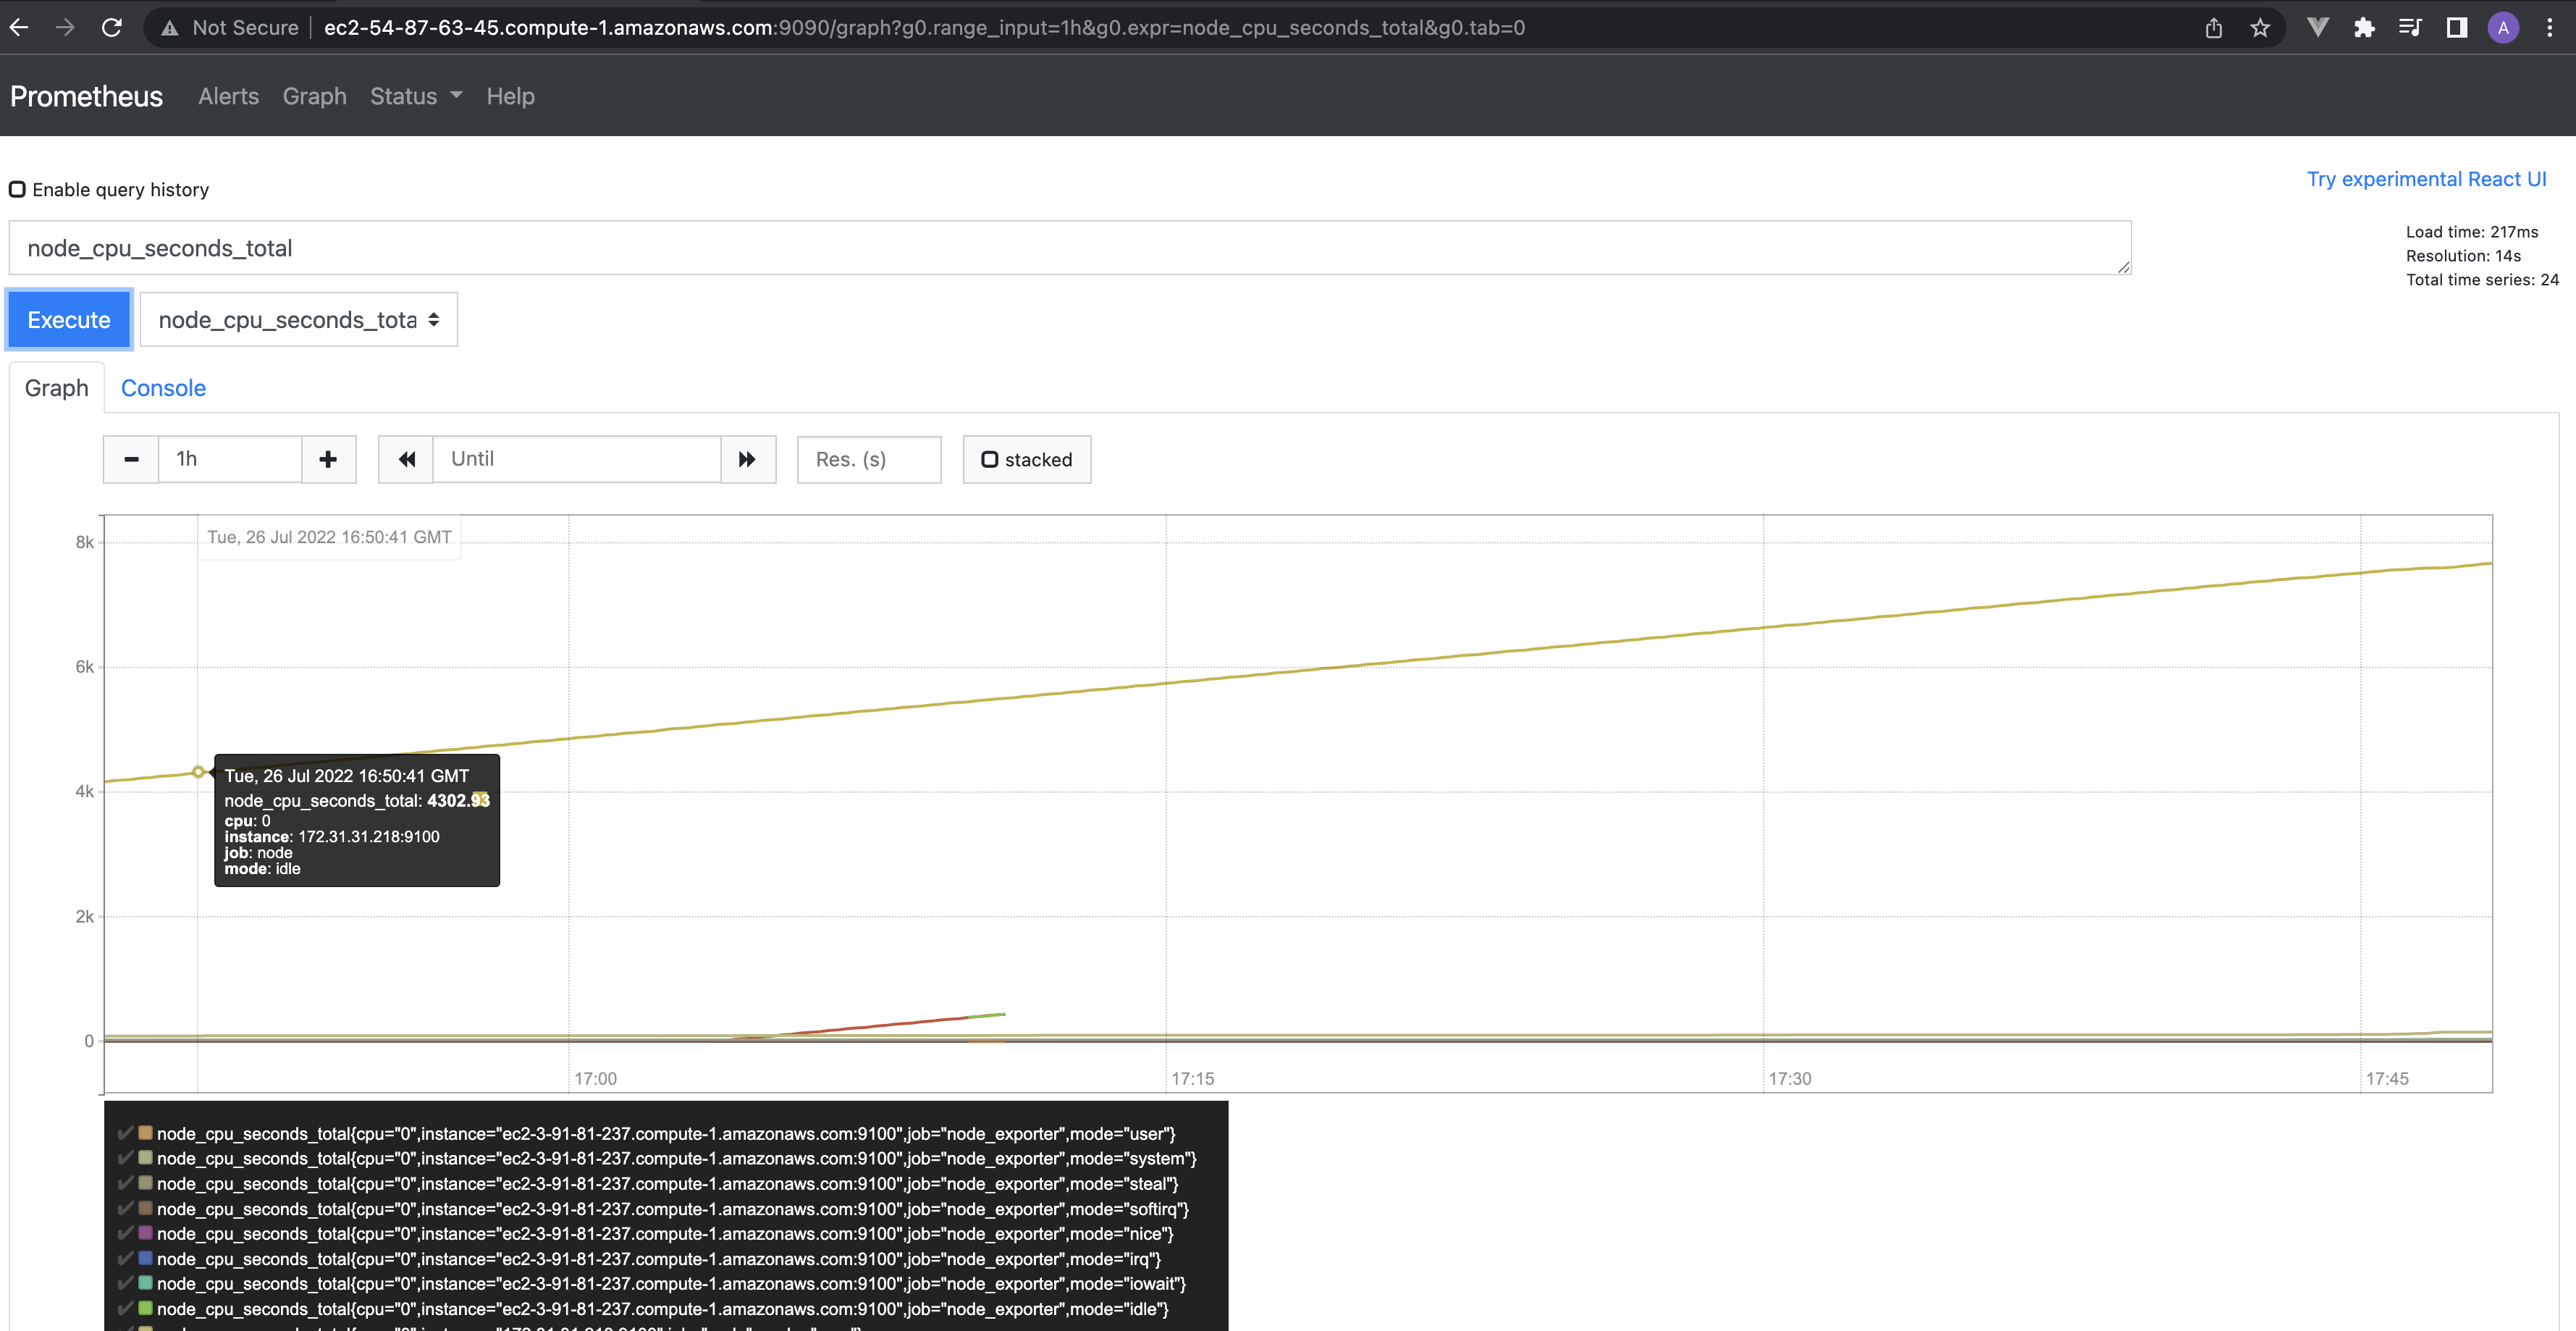 Not Secure ec2-54-87-63-45.compute-1.amazonaws.com:9090/graph?g0.range_input=1h&g0.expr=node_cpu_seconds_total&g0.tab=0
A
Prometheus Alerts Graph Status Help
Enable query history
Try experimental React UI
node_cpu_seconds_total
Load time: 217ms
Resolution: 14s
Total time series: 24
Execute node_cpu_seconds_tota
Graph Console
1h Until Res. (s) stacked
Tue, 26 Jul 2022 16:50:41 GMT
8k
6k
4k
2k
0
Tue, 26 Jul 2022 16:50:41 GMT
node_cpu_seconds_total: 4302.93
cpu: 0
instance: 172.31.31.218:9100
job: node
mode: idle
17:00 17:15 17:30 17:45
node_cpu_seconds_total{cpu="0",instance="ec2-3-91-81-237.compute-1.amazonaws.com:9100",job="node_exporter",mode="user"}
node_cpu_seconds_total{cpu="0",instance="ec2-3-91-81-237.compute-1.amazonaws.com:9100",job="node_exporter",mode="system"}
node_cpu_seconds_total{cpu="0",instance="ec2-3-91-81-237.compute-1.amazonaws.com:9100",job="node_exporter",mode="steal"}
node_cpu_seconds_total{cpu="0",instance="ec2-3-91-81-237.compute-1.amazonaws.com:9100",job="node_exporter",mode="softirq"}
node_cpu_seconds_total{cpu="0",instance="ec2-3-91-81-237.compute-1.amazonaws.com:9100",job="node_exporter",mode="nice"}
node_cpu_seconds_total{cpu="0",instance="ec2-3-91-81-237.compute-1.amazonaws.com:9100",job="node_exporter",mode="irq"}
node_cpu_seconds_total{cpu="0",instance="ec2-3-91-81-237.compute-1.amazonaws.com:9100",job="node_exporter",mode="iowait"}
node_cpu_seconds_total{cpu="0",instance="ec2-3-91-81-237.compute-1.amazonaws.com:9100",job="node_exporter",mode="idle"}